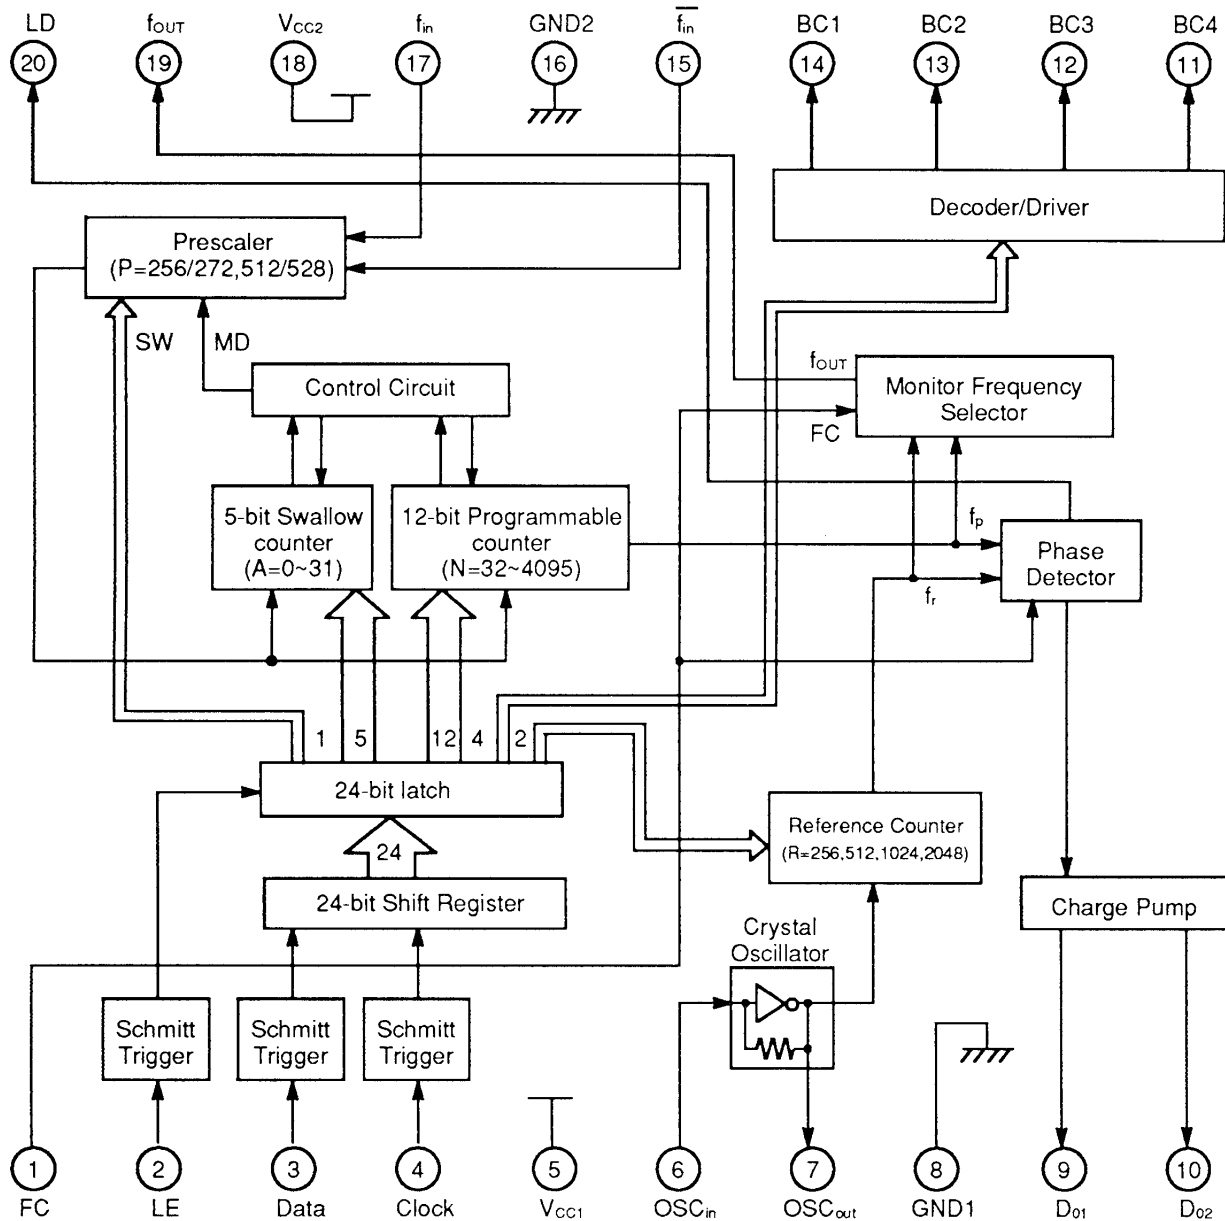 LD fOUT VCC2 fin GND2 fin BC1 BC2 BC3 BC4
20 19 18 17 16 15 14 13 12 11
Decoder/Driver
Prescaler
(P=256/272,512/528)
SW MD
fOUT
Control Circuit
Monitor Frequency
Selector
FC
5-bit Swallow
counter
(A=0~31)
12-bit Programmable
counter
(N=32~4095)
fp
Phase
Detector
fr
1 5 12 4 2
24-bit latch
Reference Counter
(R=256,512,1024,2048)
24
24-bit Shift Register
Charge Pump
Crystal
Oscillator
Schmitt
Trigger
Schmitt
Trigger
Schmitt
Trigger
1 2 3 4 5 6 7 8 9 10
FC LE Data Clock VCC1 OSCin OSCout GND1 D01 D02